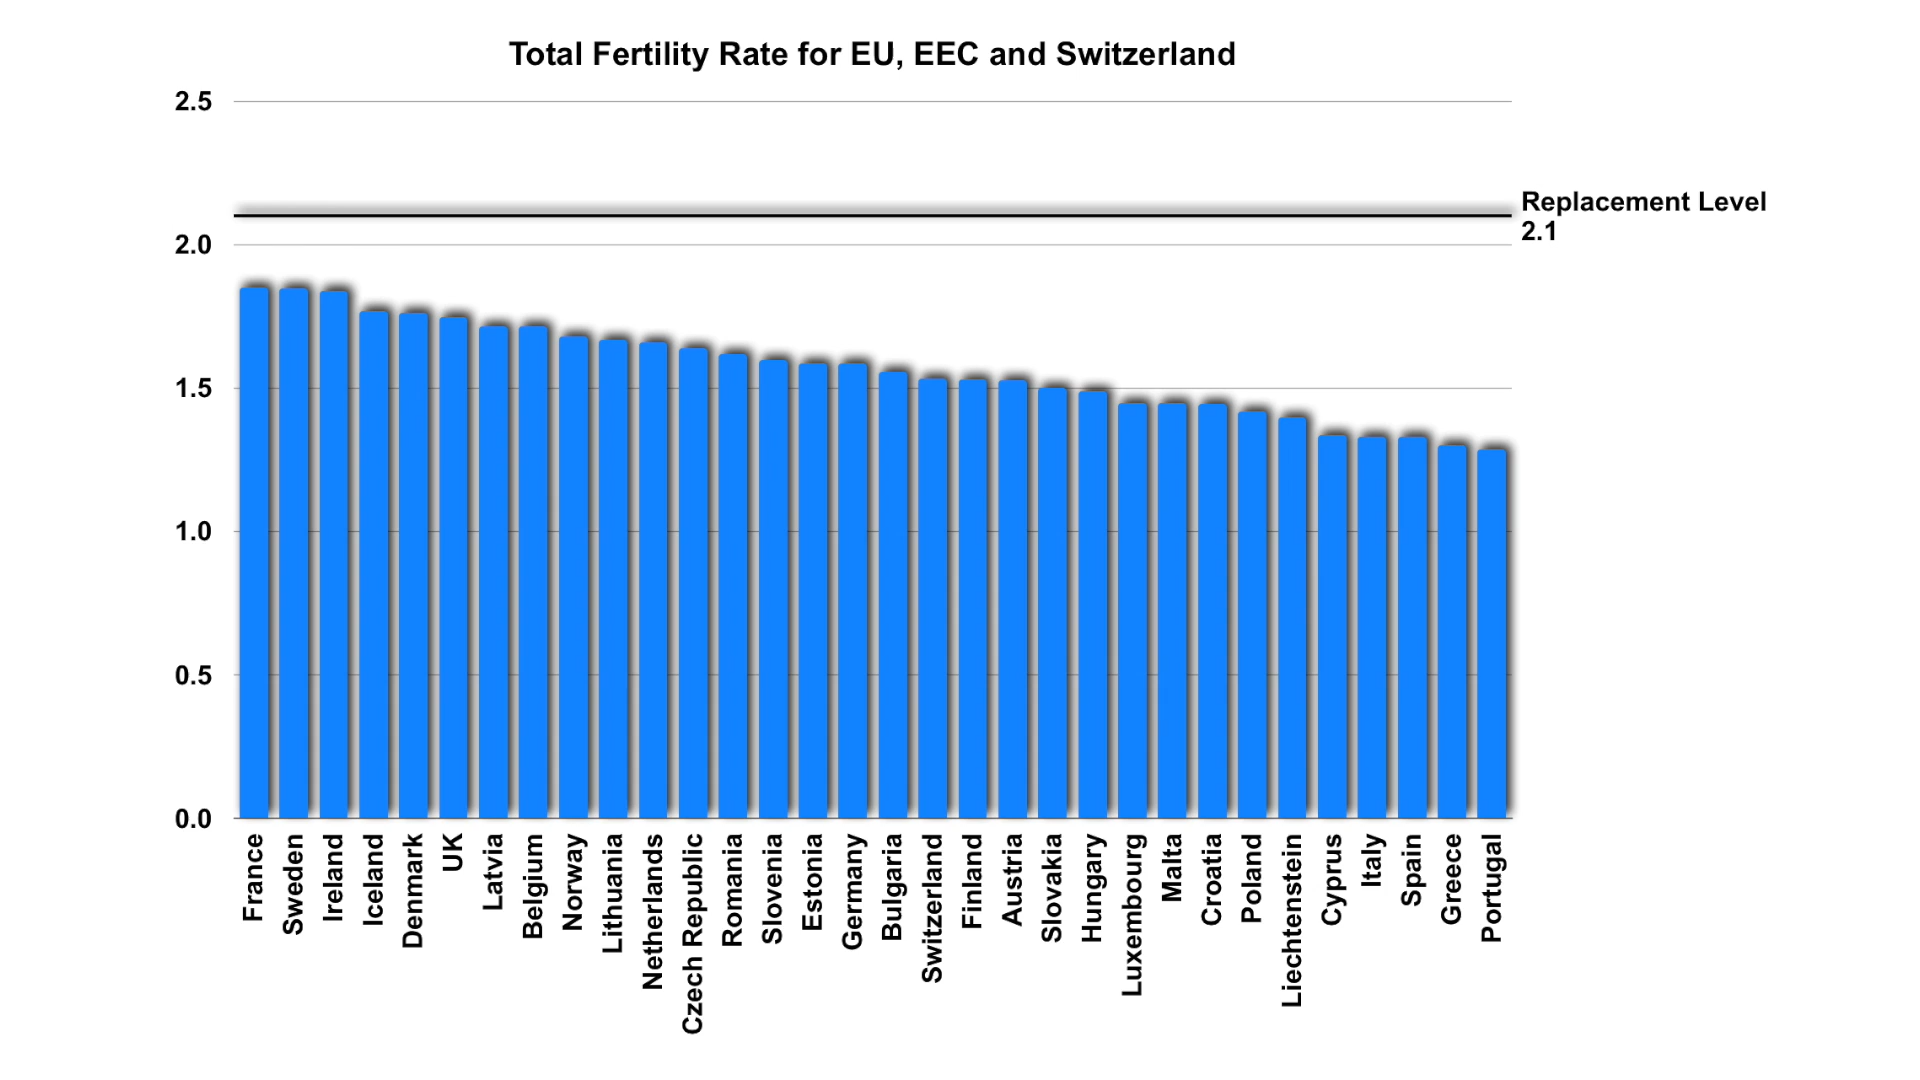 Total Fertility Rate for EU, EEC and Switzerland
2.5
Replacement Level
2.1
2.0
1.5
1.0
0.5
0.0
France
Sweden
Ireland
Iceland
Denmark
UK
Latvia
Belgium
Norway
Lithuania
Netherlands
Czech Republic
Romania
Slovenia
Estonia
Germany
Bulgaria
Switzerland
Finland
Austria
Slovakia
Hungary
Luxembourg
Malta
Croatia
Poland
Liechtenstein
Cyprus
Italy
Spain
Greece
Portugal